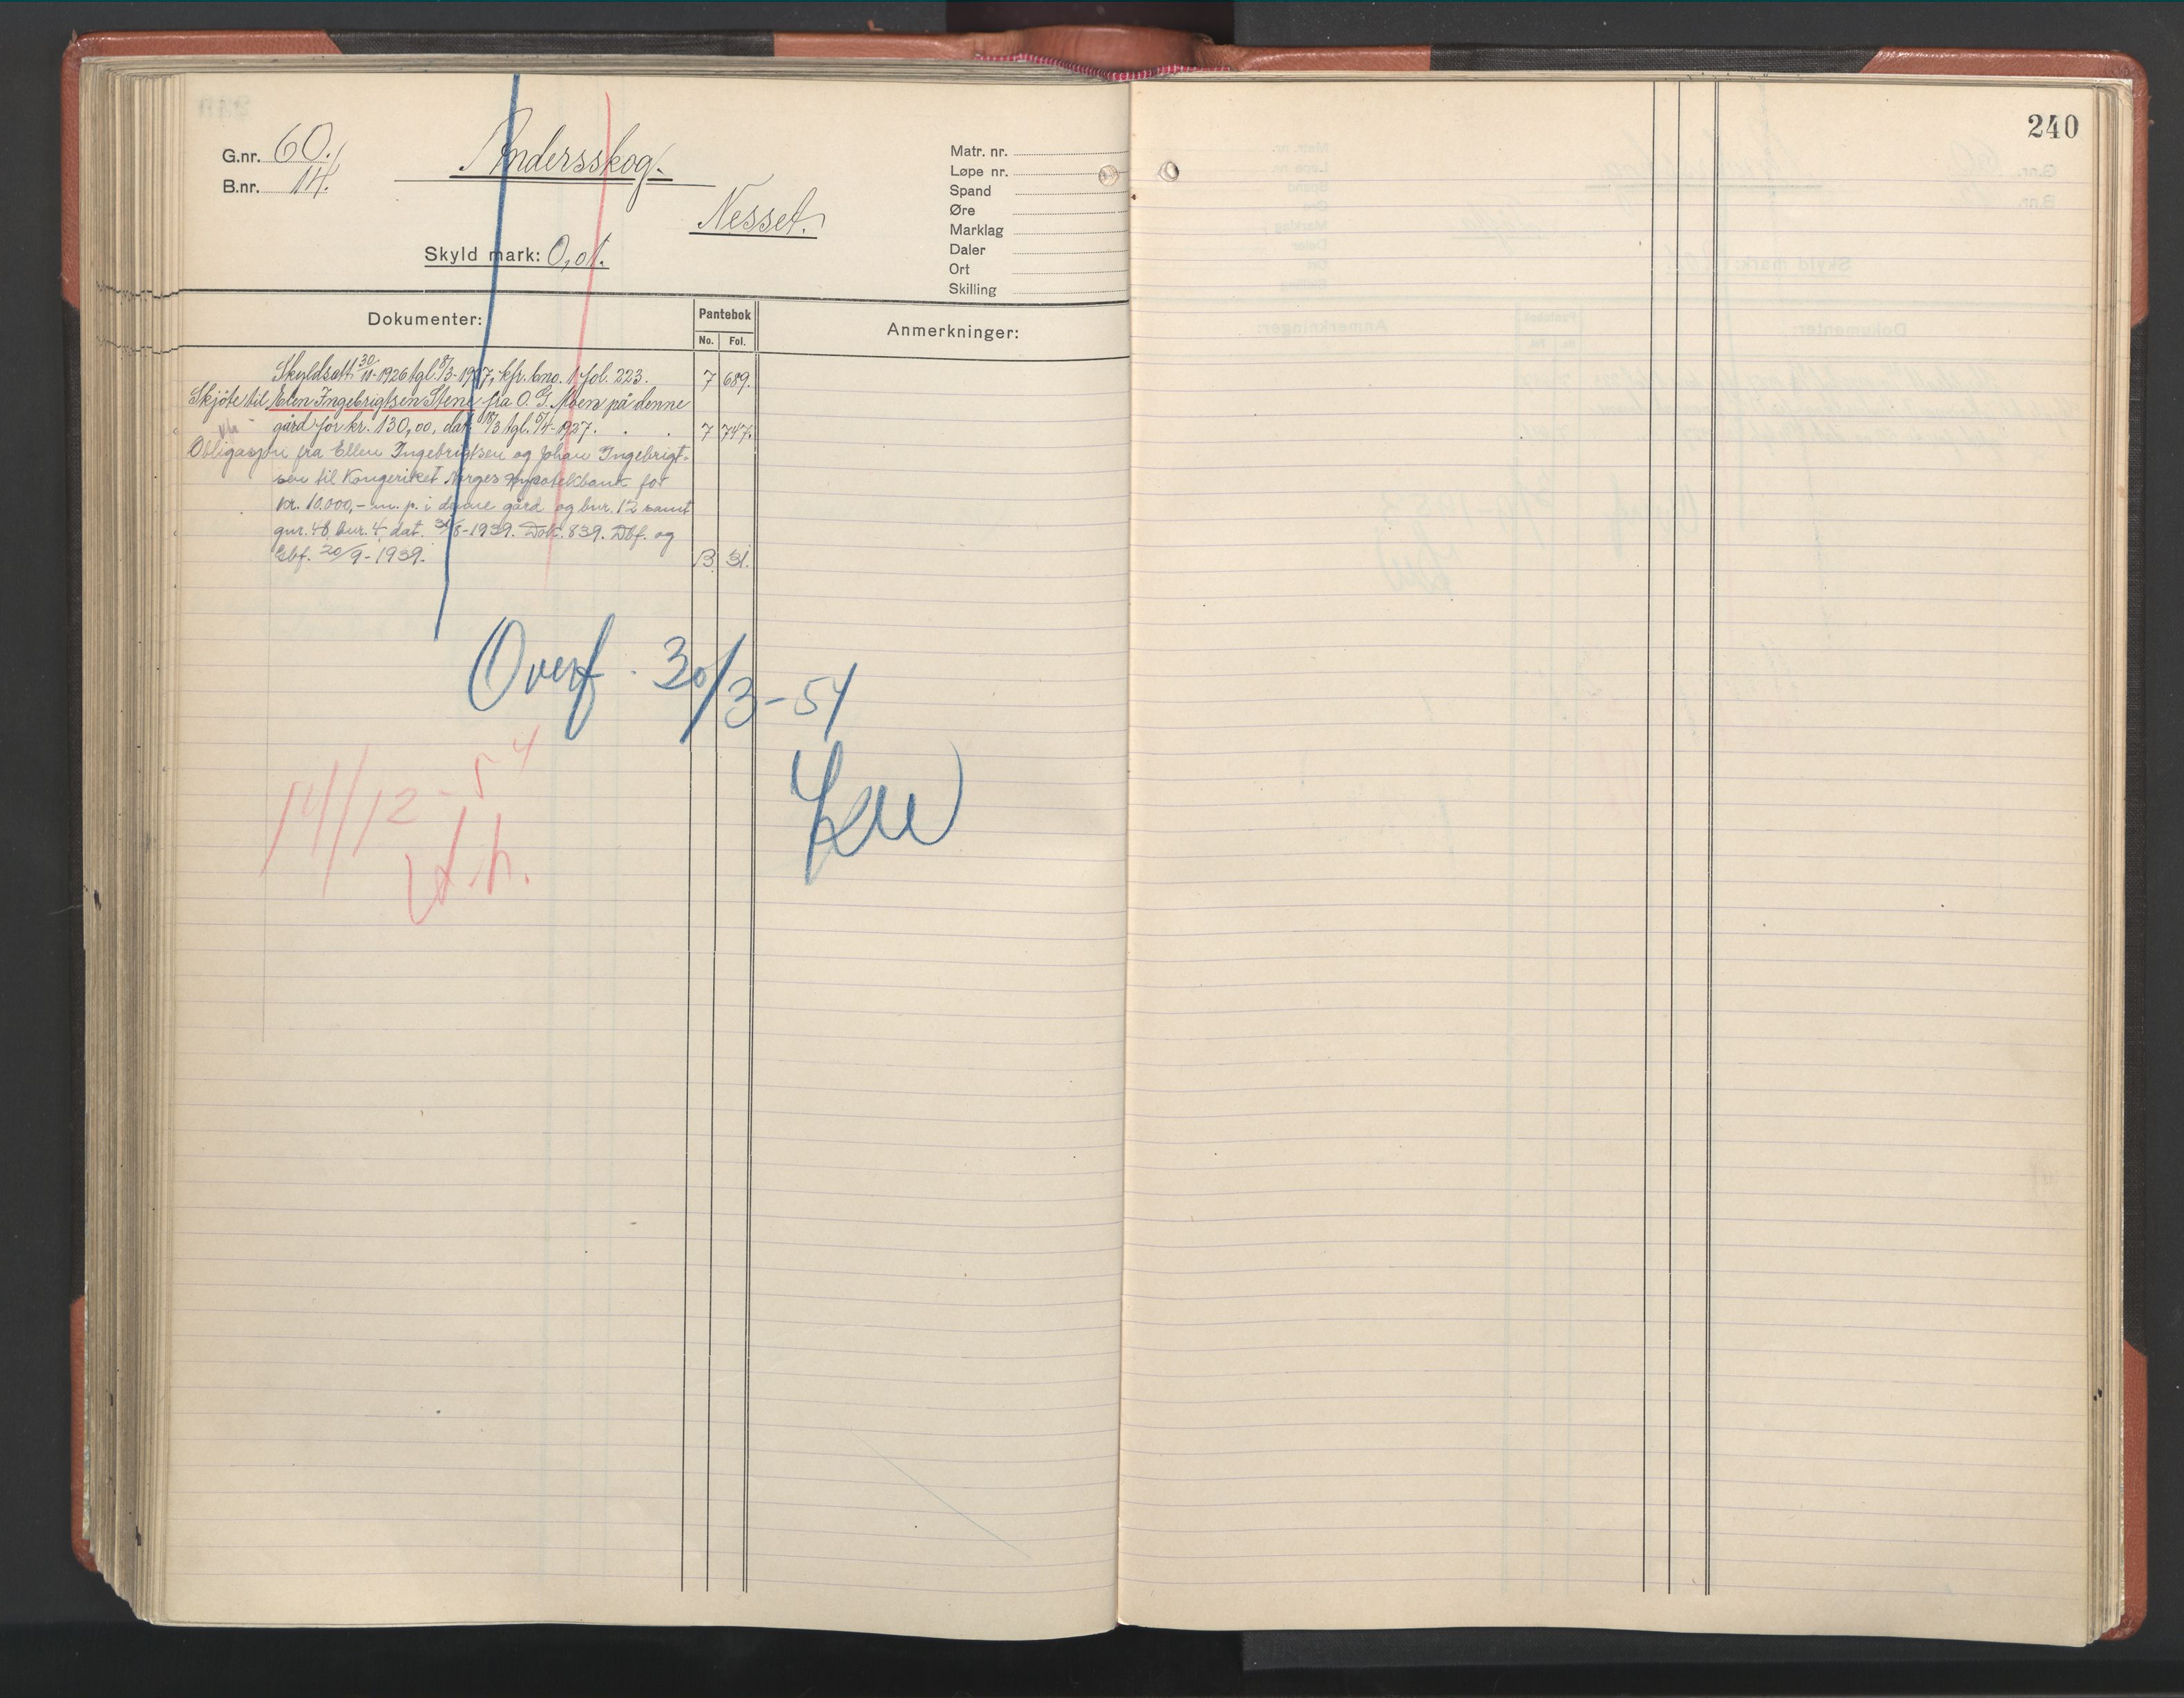 240
G.nr. 60.
B.nr. 14.
Andersskog.
Nesset.
Skyld mark: 0,01.
Matr. nr.
Løpe nr.
Spand
Øre
Marklag
Daler
Ort
Skilling
Dokumenter:
Pantebok
No. Fol.
Anmerkninger:
Skyldsatt 30/11-1926 tgl. 8/3-1927, kfr. bno. 1 fol. 223. 7 689.
Skjøte til Elen Ingebrigtsen Stene fra O. G. Moen på denne
gård for kr. 130,00, dat. 18/3 tgl. 5/4-1927. 7 747.
Obligasjon fra Ellen Ingebrigtsen og Johan Ingebrigt-
sen til Kongeriket Norges Hypotekbank for
kr. 10.000,- m. p. i denne gård og bnr. 12 samt
gnr. 48 bnr. 4 dat. 31/8-1939. Dok. 839. Dbf. og
Gbf. 20/9-1939. B. 31.
Overf. 30/3-54
14/12-54